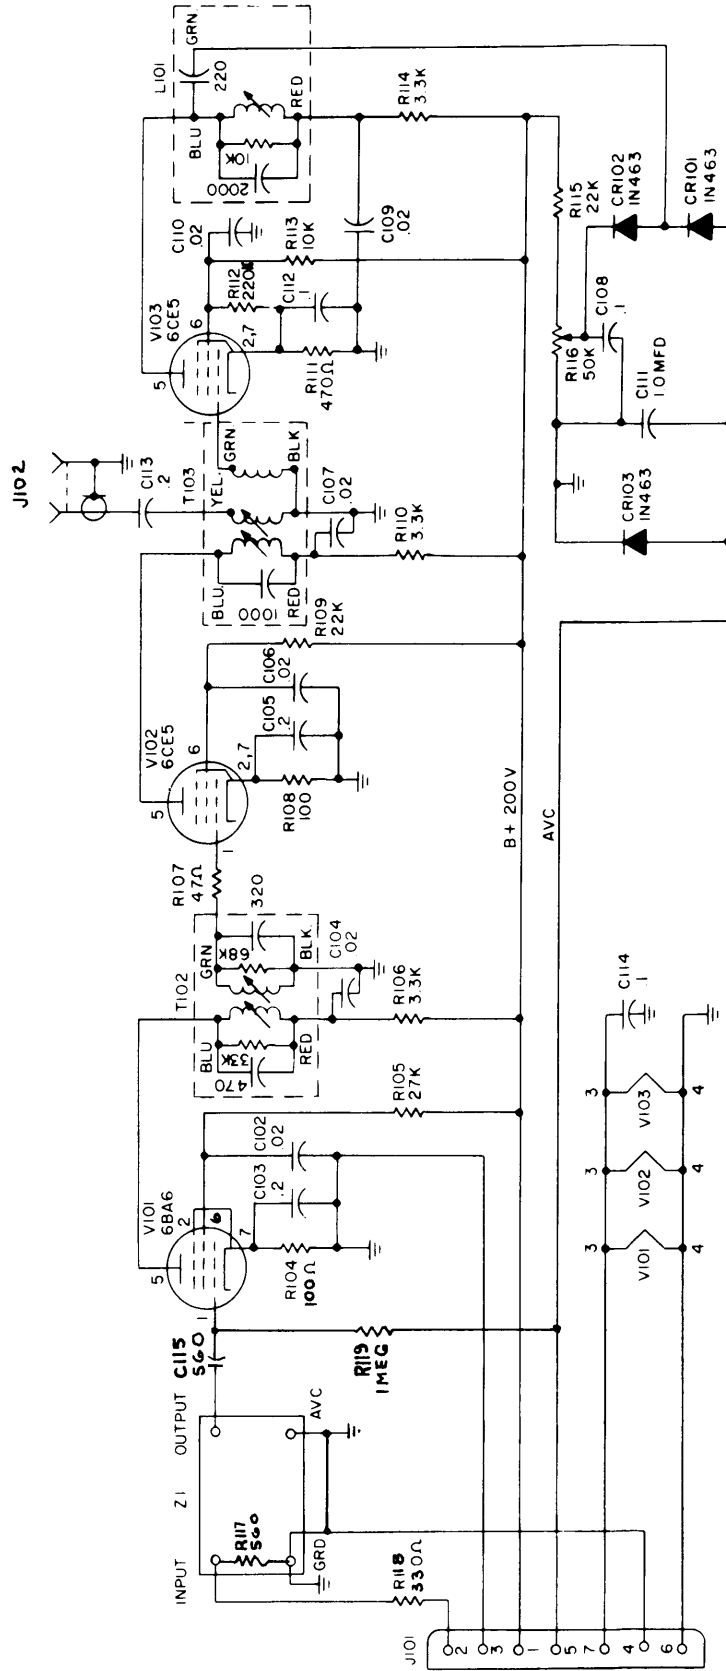 J102
L101
GRN
220
BLU
RED
10K
2000
R114
3.3K
C110
.02
R113
10K
R112
220K
C112
.1
C109
.02
V103
6CE5
5
6
2,7
R111
470Ω
R115
22K
CR102
IN463
CR101
IN463
C108
.1
R116
50K
C111
10MFD
CR103
IN463
C113
.2
T103
YEL.
GRN
BLK
BLU
RED
1000
C107
.02
R110
3.3K
R109
22K
C106
.02
C105
.2
V102
6CE5
5
6
2,7
1
R108
100
B+ 200V
AVC
R107
47Ω
320
GRN
68K
BLK
T102
BLU
33K
RED
470
C104
.02
R106
3.3K
R105
27K
C102
.02
C103
.2
V101
6BA6
5
2
6
7
1
R104
100Ω
C115
560
R119
1MEG
C114
.1
3
V103
4
3
V102
4
3
V101
4
INPUT
Z1
OUTPUT
AVC
R117
560
GRD
R118
330Ω
J101
2
3
1
5
7
4
6